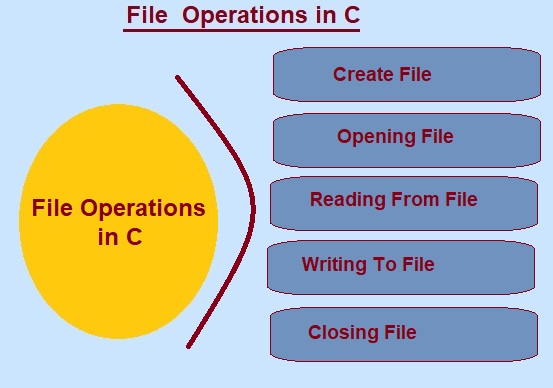 File Operations in C
File Operations
in C
Create File
Opening File
Reading From File
Writing To File
Closing File